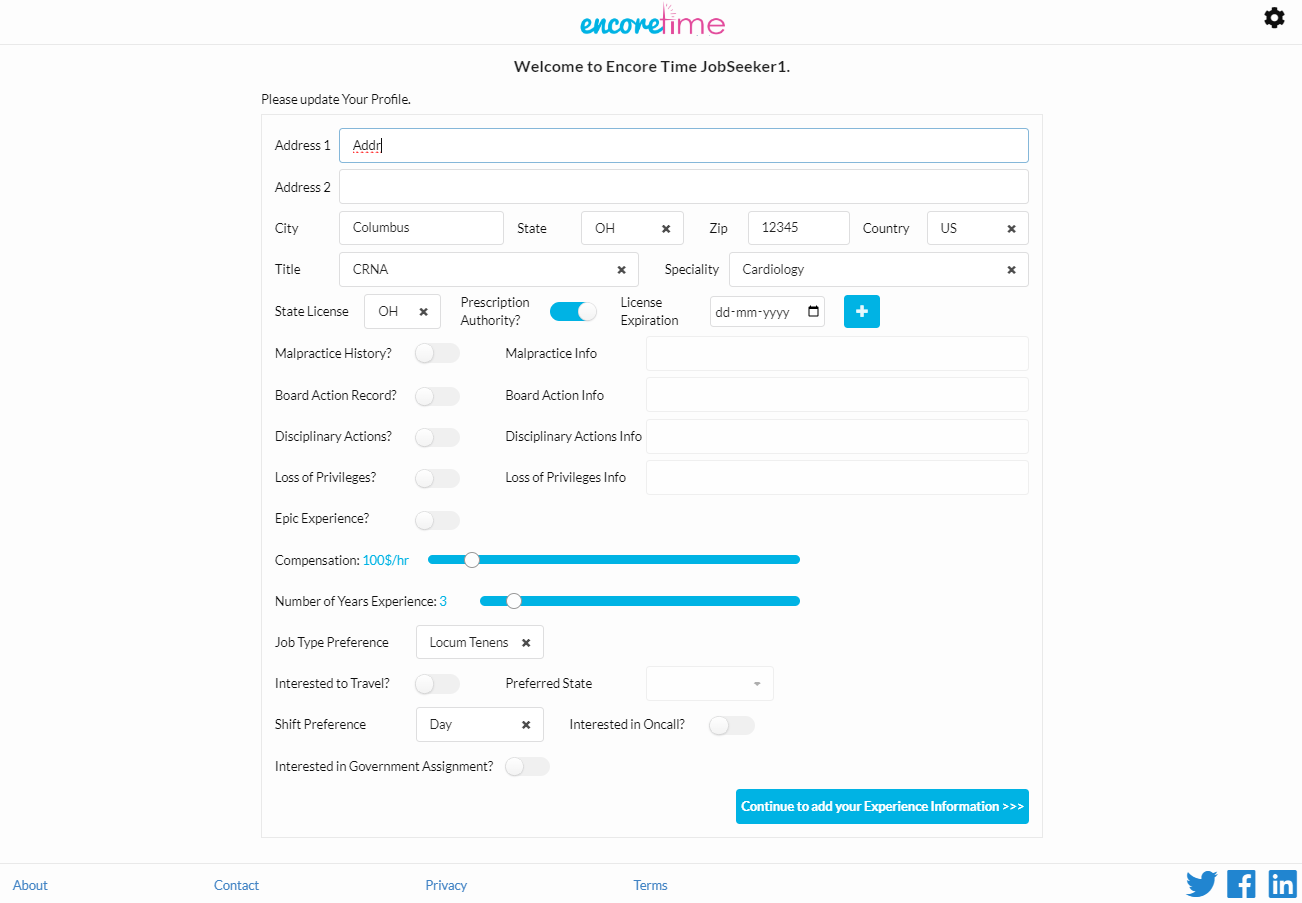 encoretime
Welcome to Encore Time JobSeeker1.
Please update Your Profile.
Address 1 Addr
Address 2
City Columbus State OH Zip 12345 Country US
Title CRNA Speciality Cardiology
State License OH Prescription Authority? License Expiration dd-mm-yyyy
Malpractice History? Malpractice Info
Board Action Record? Board Action Info
Disciplinary Actions? Disciplinary Actions Info
Loss of Privileges? Loss of Privileges Info
Epic Experience?
Compensation: 100$/hr
Number of Years Experience: 3
Job Type Preference Locum Tenens
Interested to Travel? Preferred State
Shift Preference Day Interested in Oncall?
Interested in Government Assignment?
Continue to add your Experience Information >>>
About Contact Privacy Terms